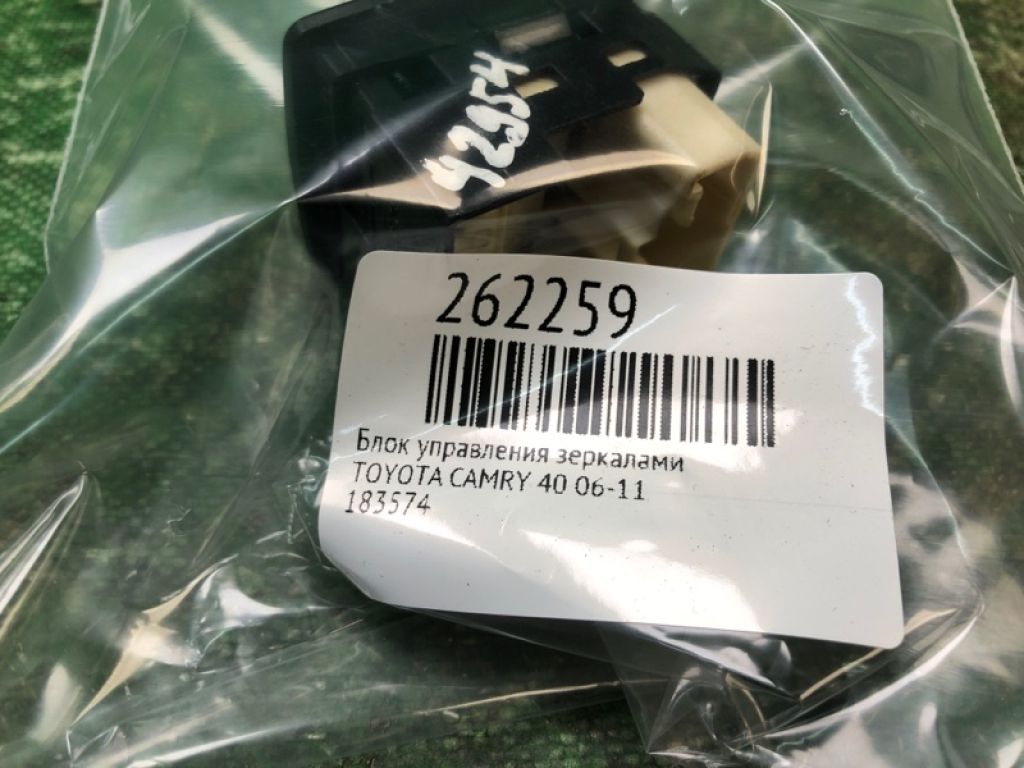 42954
262259
Блок управления зеркалами
TOYOTA CAMRY 40 06-11
183574